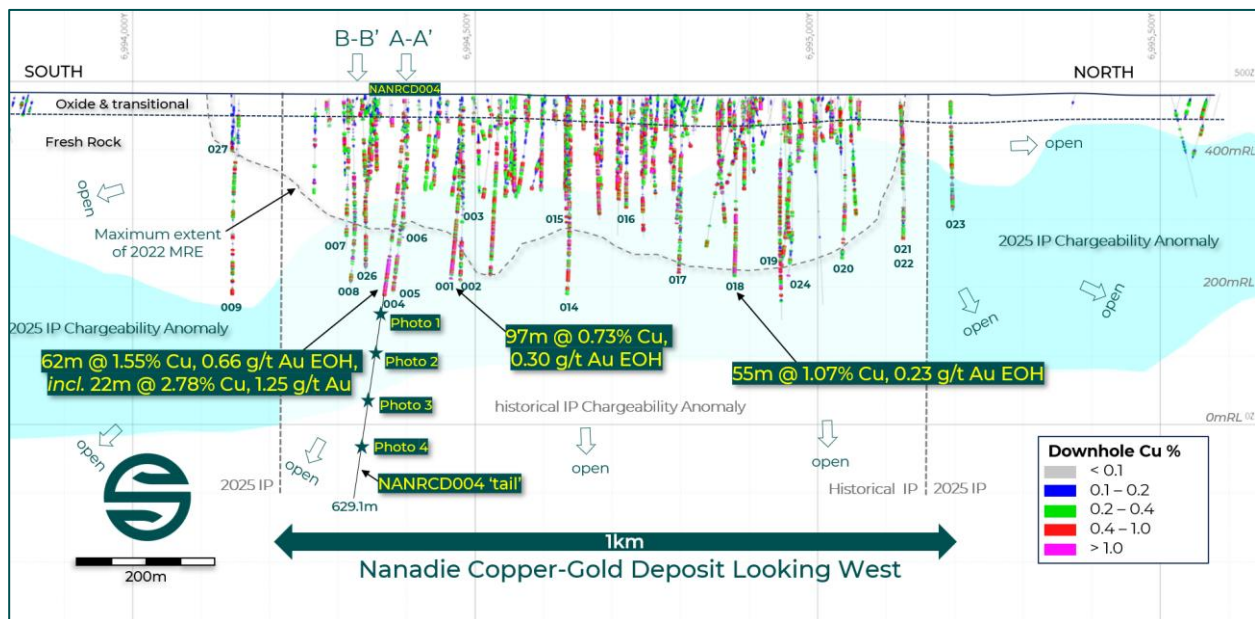 6,994,000Y
6,994,500Y
6,995,000Y
6,995,500Y
B-B’ A-A’
SOUTH
NORTH
NANRCD004
500Z
Oxide & transitional
Fresh Rock
027
open
400mRL
open
Maximum extent
of 2022 MRE
003
015
016
023
007
006
021
022
2025 IP Chargeability Anomaly
026
008
005
004
001
002
017
019
018
024
020
009
014
200mRL
open
open
2025 IP Chargeability Anomaly
Photo 1
62m @ 1.55% Cu, 0.66 g/t Au EOH,
incl. 22m @ 2.78% Cu, 1.25 g/t Au
97m @ 0.73% Cu,
0.30 g/t Au EOH
55m @ 1.07% Cu, 0.23 g/t Au EOH
Photo 2
Photo 3
historical IP Chargeability Anomaly
0mRL
0Z
Photo 4
open
open
open
open
NANRCD004 ‘tail’
2025 IP
Historical IP
2025 IP
629.1m
Downhole Cu %
< 0.1
0.1 – 0.2
0.2 – 0.4
0.4 – 1.0
> 1.0
200m
1km
Nanadie Copper-Gold Deposit Looking West